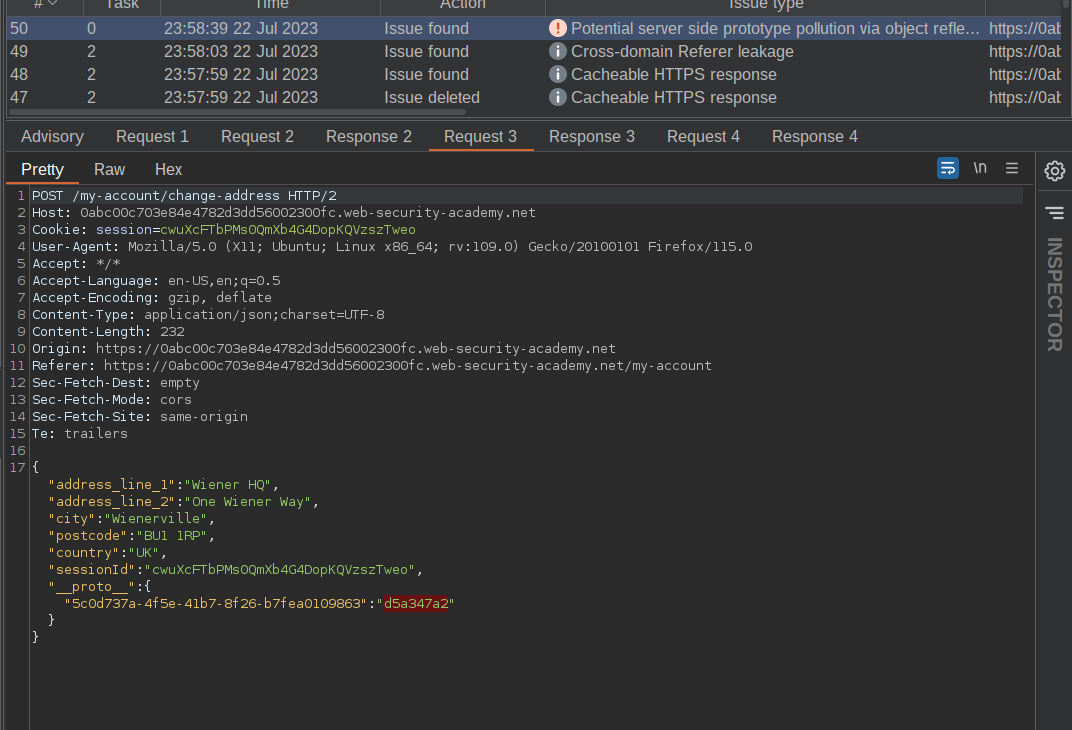 # Task Time Action Issue type
50 0 23:58:39 22 Jul 2023 Issue found ! Potential server side prototype pollution via object refle... https://0ab
49 2 23:58:03 22 Jul 2023 Issue found i Cross-domain Referer leakage https://0ab
48 2 23:57:59 22 Jul 2023 Issue found i Cacheable HTTPS response https://0ab
47 2 23:57:59 22 Jul 2023 Issue deleted i Cacheable HTTPS response https://0ab
Advisory Request 1 Request 2 Response 2 Request 3 Response 3 Request 4 Response 4
Pretty Raw Hex \n
INSPECTOR
1 POST /my-account/change-address HTTP/2
2 Host: 0abc00c703e84e4782d3dd56002300fc.web-security-academy.net
3 Cookie: session=cwuXcFTbPMs0QmXb4G4DopKQVzszTweo
4 User-Agent: Mozilla/5.0 (X11; Ubuntu; Linux x86_64; rv:109.0) Gecko/20100101 Firefox/115.0
5 Accept: */*
6 Accept-Language: en-US,en;q=0.5
7 Accept-Encoding: gzip, deflate
8 Content-Type: application/json;charset=UTF-8
9 Content-Length: 232
10 Origin: https://0abc00c703e84e4782d3dd56002300fc.web-security-academy.net
11 Referer: https://0abc00c703e84e4782d3dd56002300fc.web-security-academy.net/my-account
12 Sec-Fetch-Dest: empty
13 Sec-Fetch-Mode: cors
14 Sec-Fetch-Site: same-origin
15 Te: trailers
16
17 {
"address_line_1":"Wiener HQ",
"address_line_2":"One Wiener Way",
"city":"Wienerville",
"postcode":"BU1 1RP",
"country":"UK",
"sessionId":"cwuXcFTbPMs0QmXb4G4DopKQVzszTweo",
"__proto__":{
"5c0d737a-4f5e-41b7-8f26-b7fea0109863":"d5a347a2"
}
}